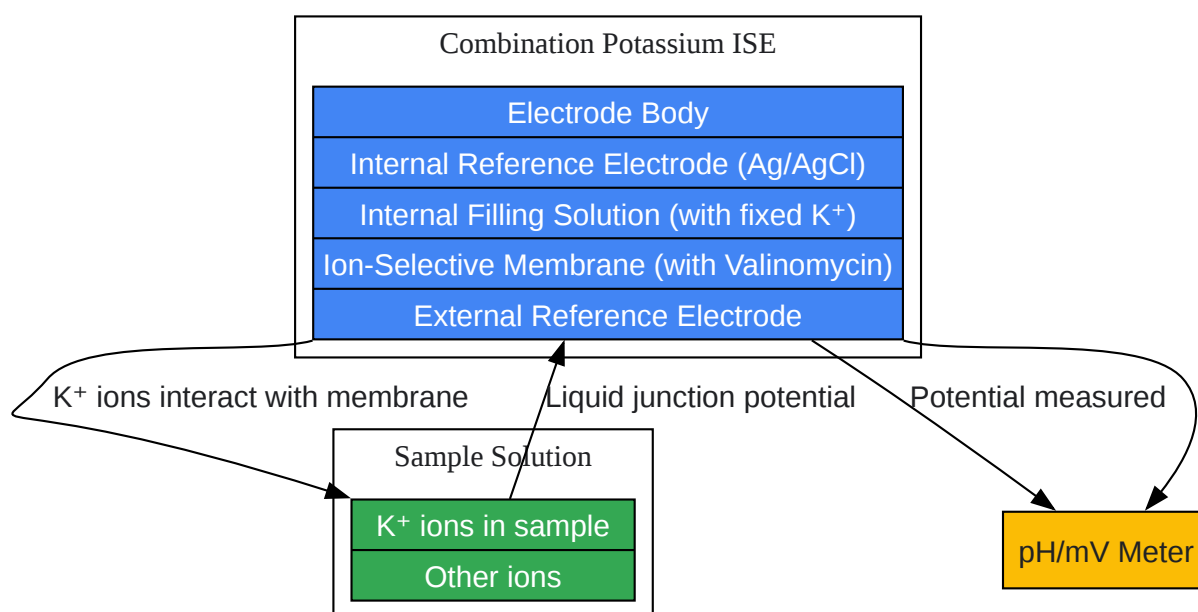 Combination Potassium ISE
Electrode Body
Internal Reference Electrode (Ag/AgCl)
Internal Filling Solution (with fixed K⁺)
Ion-Selective Membrane (with Valinomycin)
External Reference Electrode
K⁺ ions interact with membrane
Liquid junction potential
Potential measured
Sample Solution
K⁺ ions in sample
Other ions
pH/mV Meter